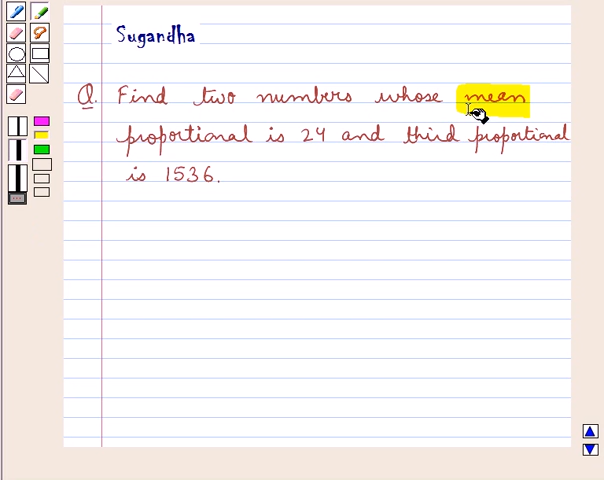 Sugandha
Q. Find two numbers whose mean
proportional is 24 and third proportional
is 1536.